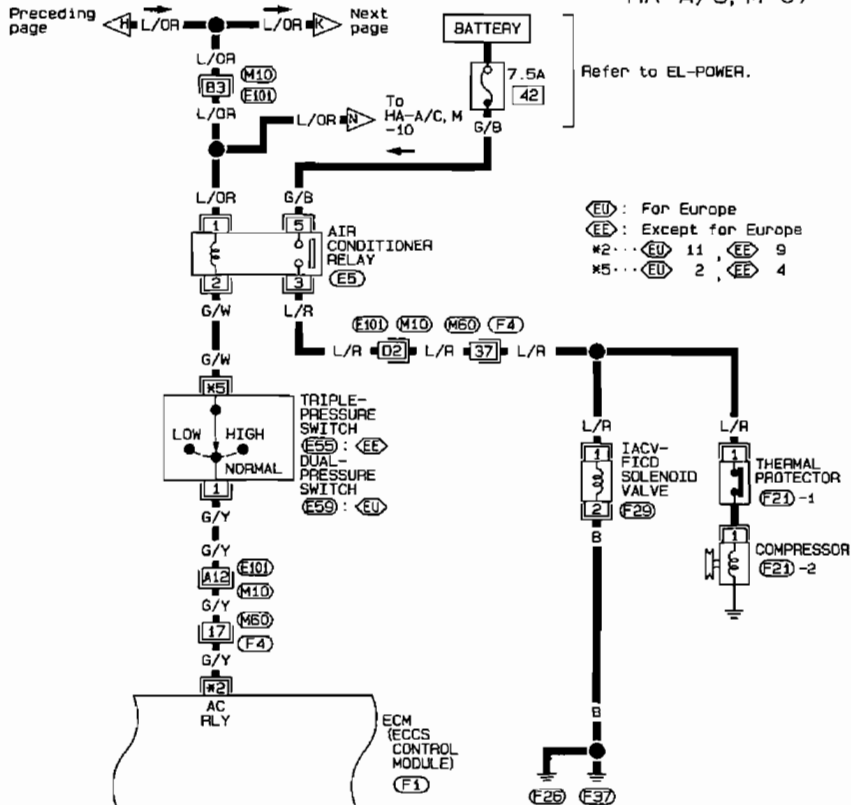 HA-A/C, M-09
Preceding page
H
L/OR
K
Next page
BATTERY
L/OR
B3
M10
E101
7.5A
42
Refer to EL-POWER.
L/OR
L/OR
N
To HA-A/C, M -10
G/B
L/OR
G/B
1
5
AIR CONDITIONER RELAY
E5
2
3
EU : For Europe
EE : Except for Europe
*2··· EU 11 , EE 9
*5··· EU 2 , EE 4
G/W
L/R
E101 M10 M60 F4
G/W
L/R D2 L/R 37 L/R
*5
LOW
HIGH
NORMAL
TRIPLE-PRESSURE SWITCH
E55 : EE
DUAL-PRESSURE SWITCH
E59 : EU
1
L/R
L/R
1
IACV-FICD SOLENOID VALVE
2
F29
1
THERMAL PROTECTOR
F21 -1
G/Y
B
1
COMPRESSOR
F21 -2
G/Y
A12
E101
M10
G/Y
17
M60
F4
G/Y
*2
AC RLY
ECM (ECCS CONTROL MODULE)
F1
B
F26
F37